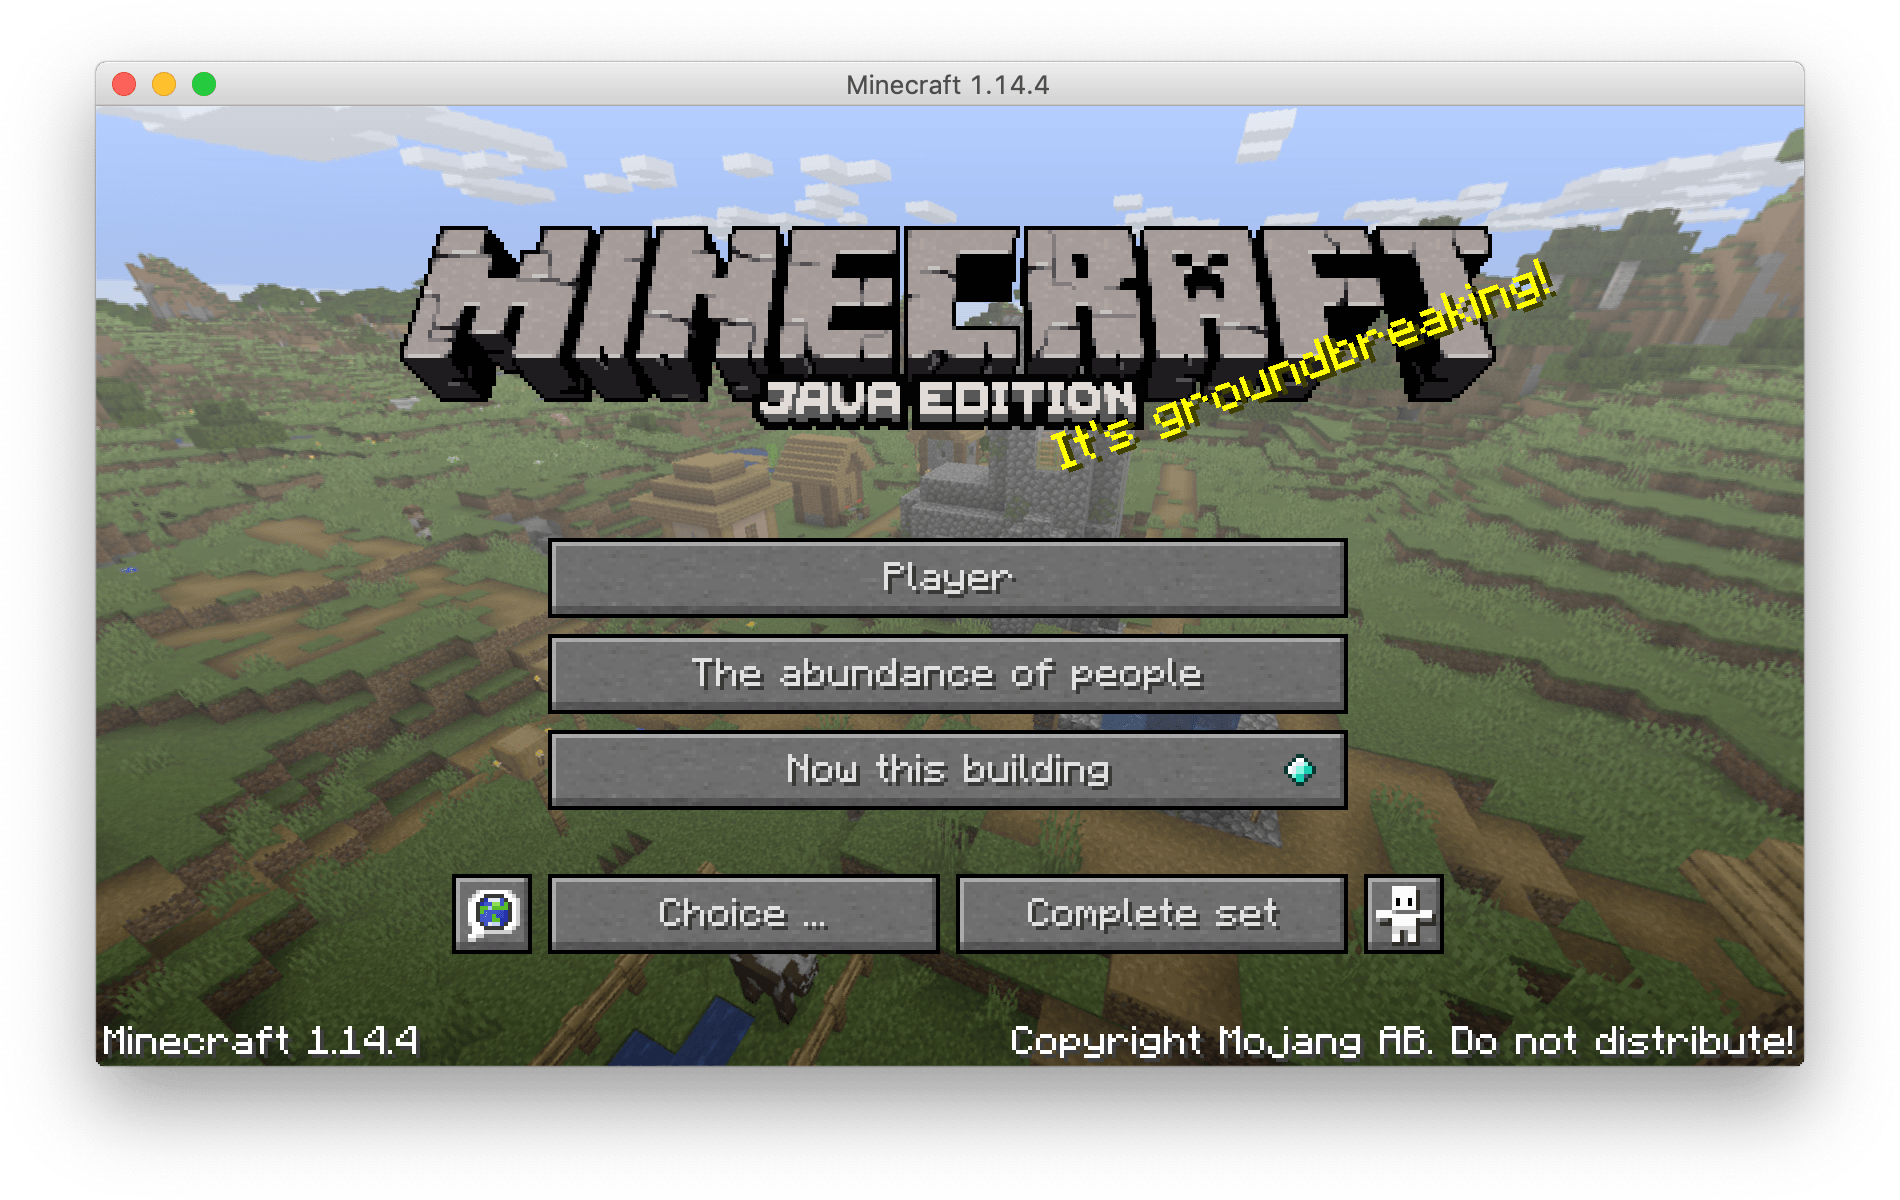 Minecraft 1.14.4
MINECRAFT
JAVA EDITION
It's groundbreaking!
Player
The abundance of people
Now this building
Choice ...
Complete set
Minecraft 1.14.4
Copyright Mojang AB. Do not distribute!